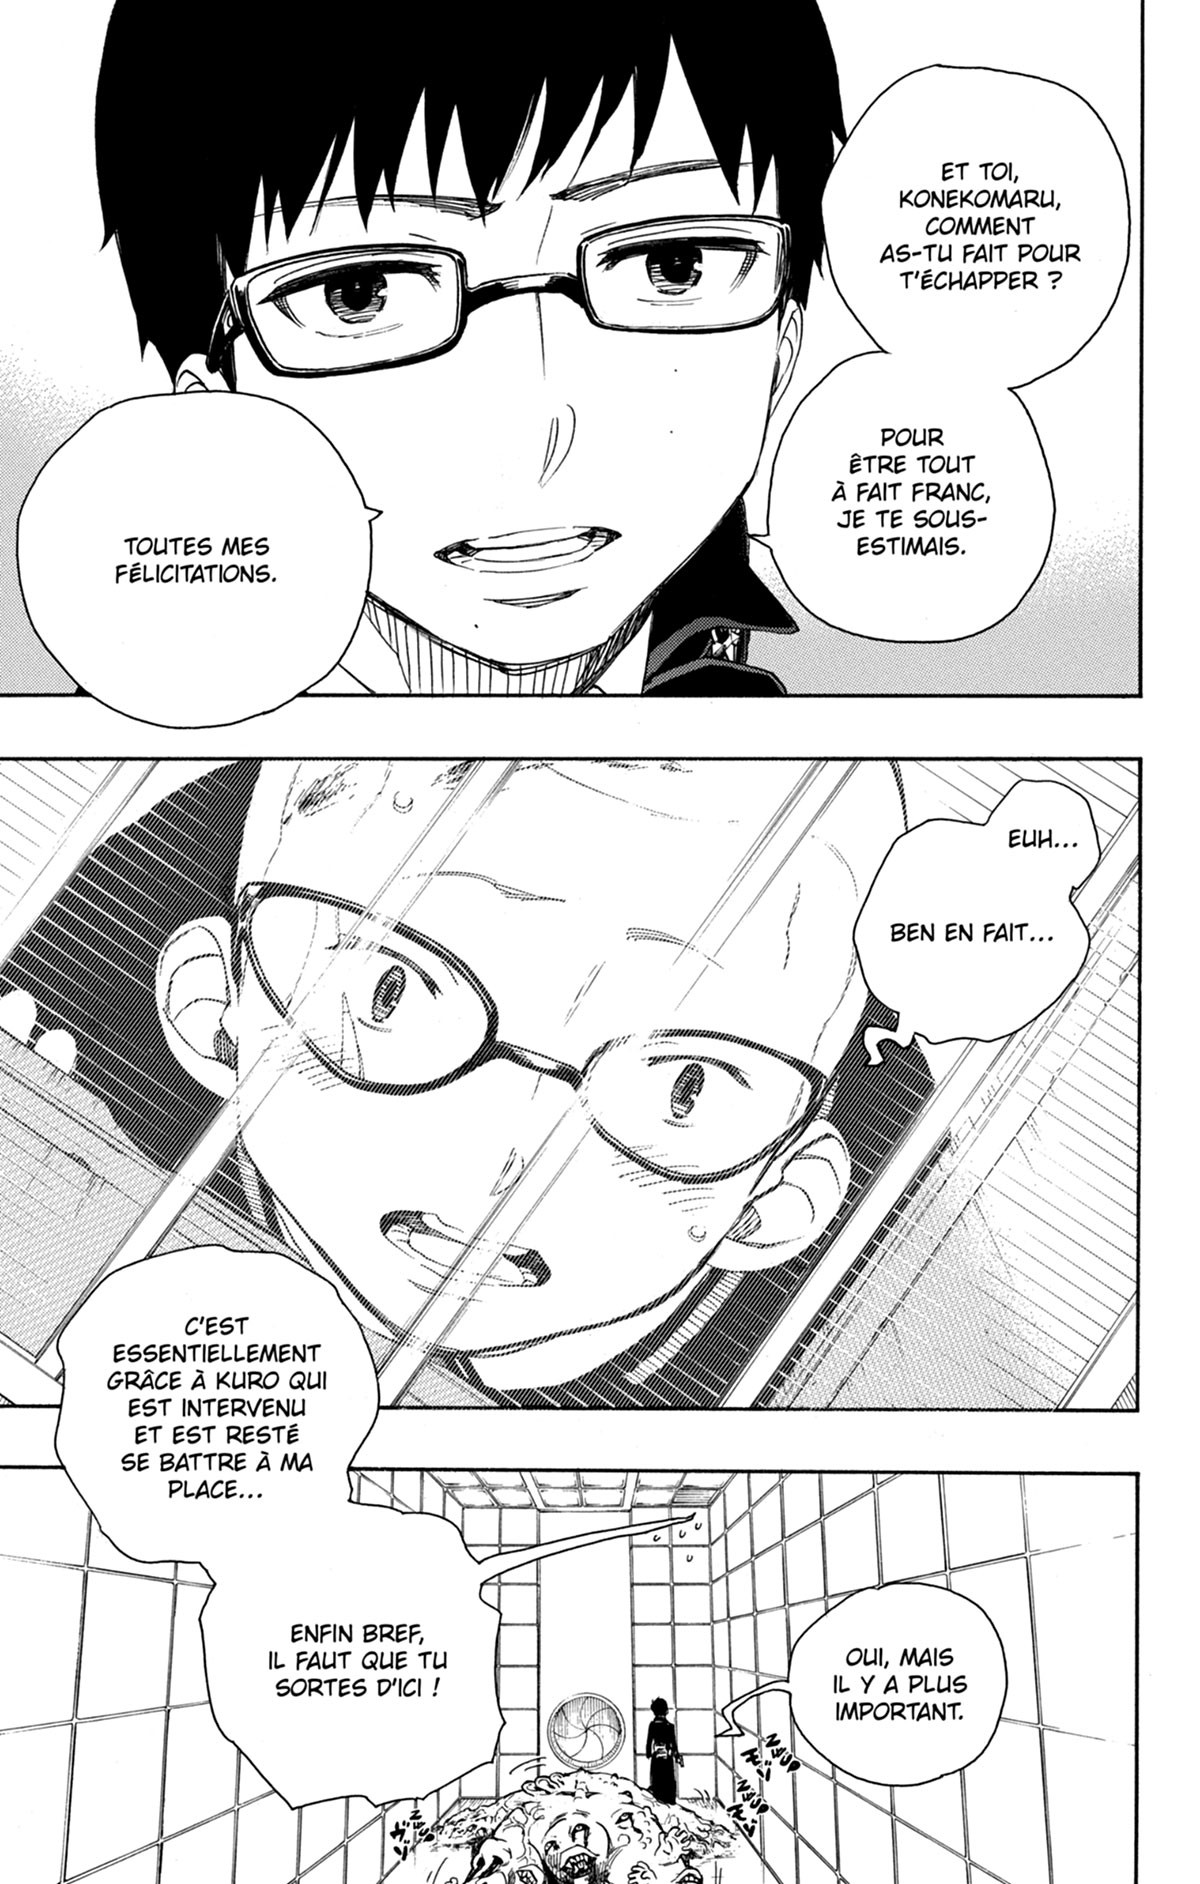 ET TOI,
KONEKOMARU,
COMMENT
AS-TU FAIT POUR
T'ÉCHAPPER ?
POUR
ÊTRE TOUT
À FAIT FRANC,
JE TE SOUS-
ESTIMAIS.
TOUTES MES
FÉLICITATIONS.
EUH...
BEN EN FAIT...
C'EST
ESSENTIELLEMENT
GRÂCE À KURO QUI
EST INTERVENU
ET EST RESTÉ
SE BATTRE À MA
PLACE...
ENFIN BREF,
IL FAUT QUE TU
SORTES D'ICI !
OUI, MAIS
IL Y A PLUS
IMPORTANT.